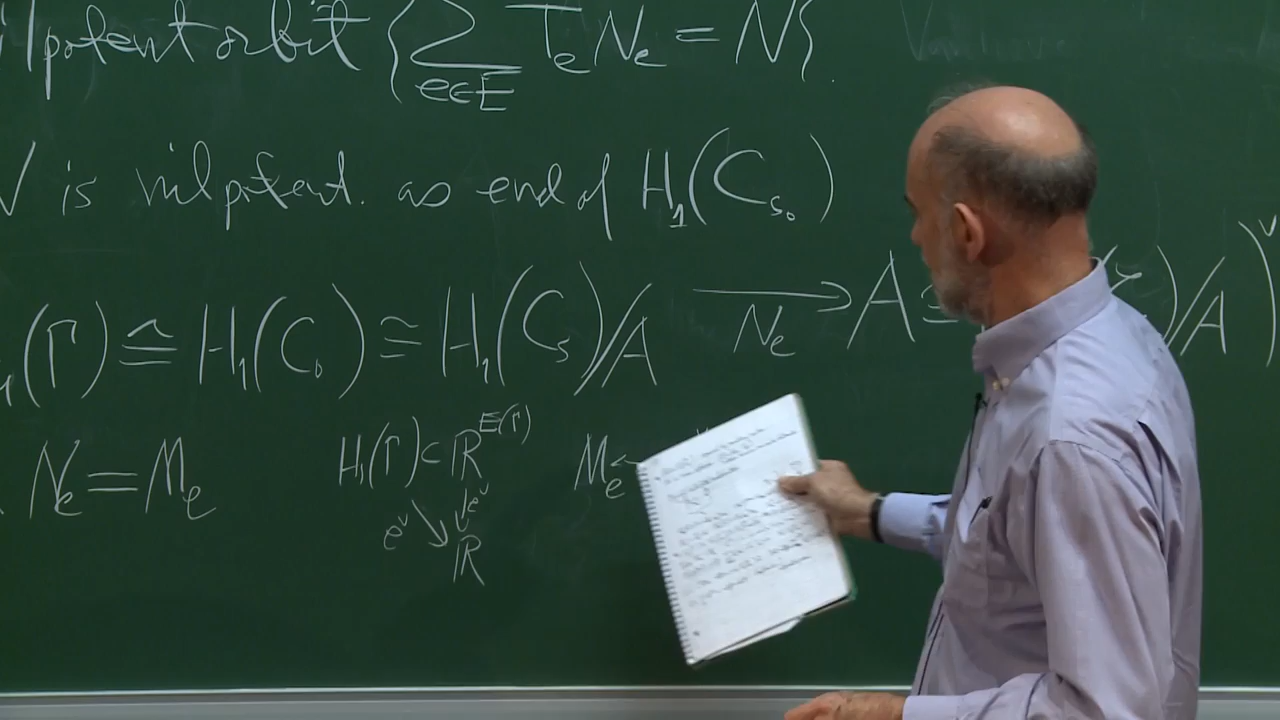 ilpotent orbit { ∑_{e∈E} T_e N_e = N }.
N is nilpotent. as end of H_1(C_{s_0})
H_1(Γ) ≅ H_1(C_0) ≅ H_1(C_s)/A →_{N_e} A ≅ )/A)^∨
N_e = M_e
H_1(Γ) ⊂ ℝ^{E(Γ)}
M_e
e^∨ ↘ ↓ e^∨
ℝ